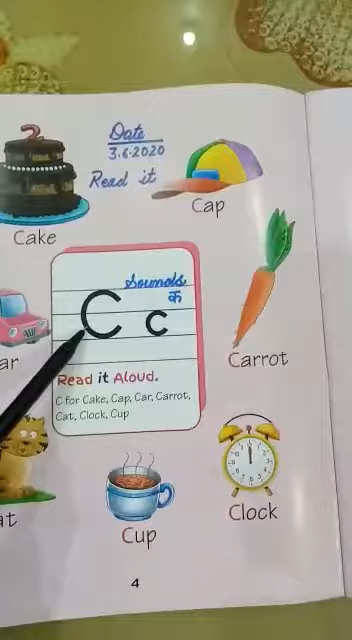 2
Date
3.6.2020
Read it
Cap
Cake
Sounds
क
C c
ar
Carrot
Read it Aloud.
C for Cake, Cap, Car, Carrot,
Cat, Clock, Cup
at
Clock
Cup
4